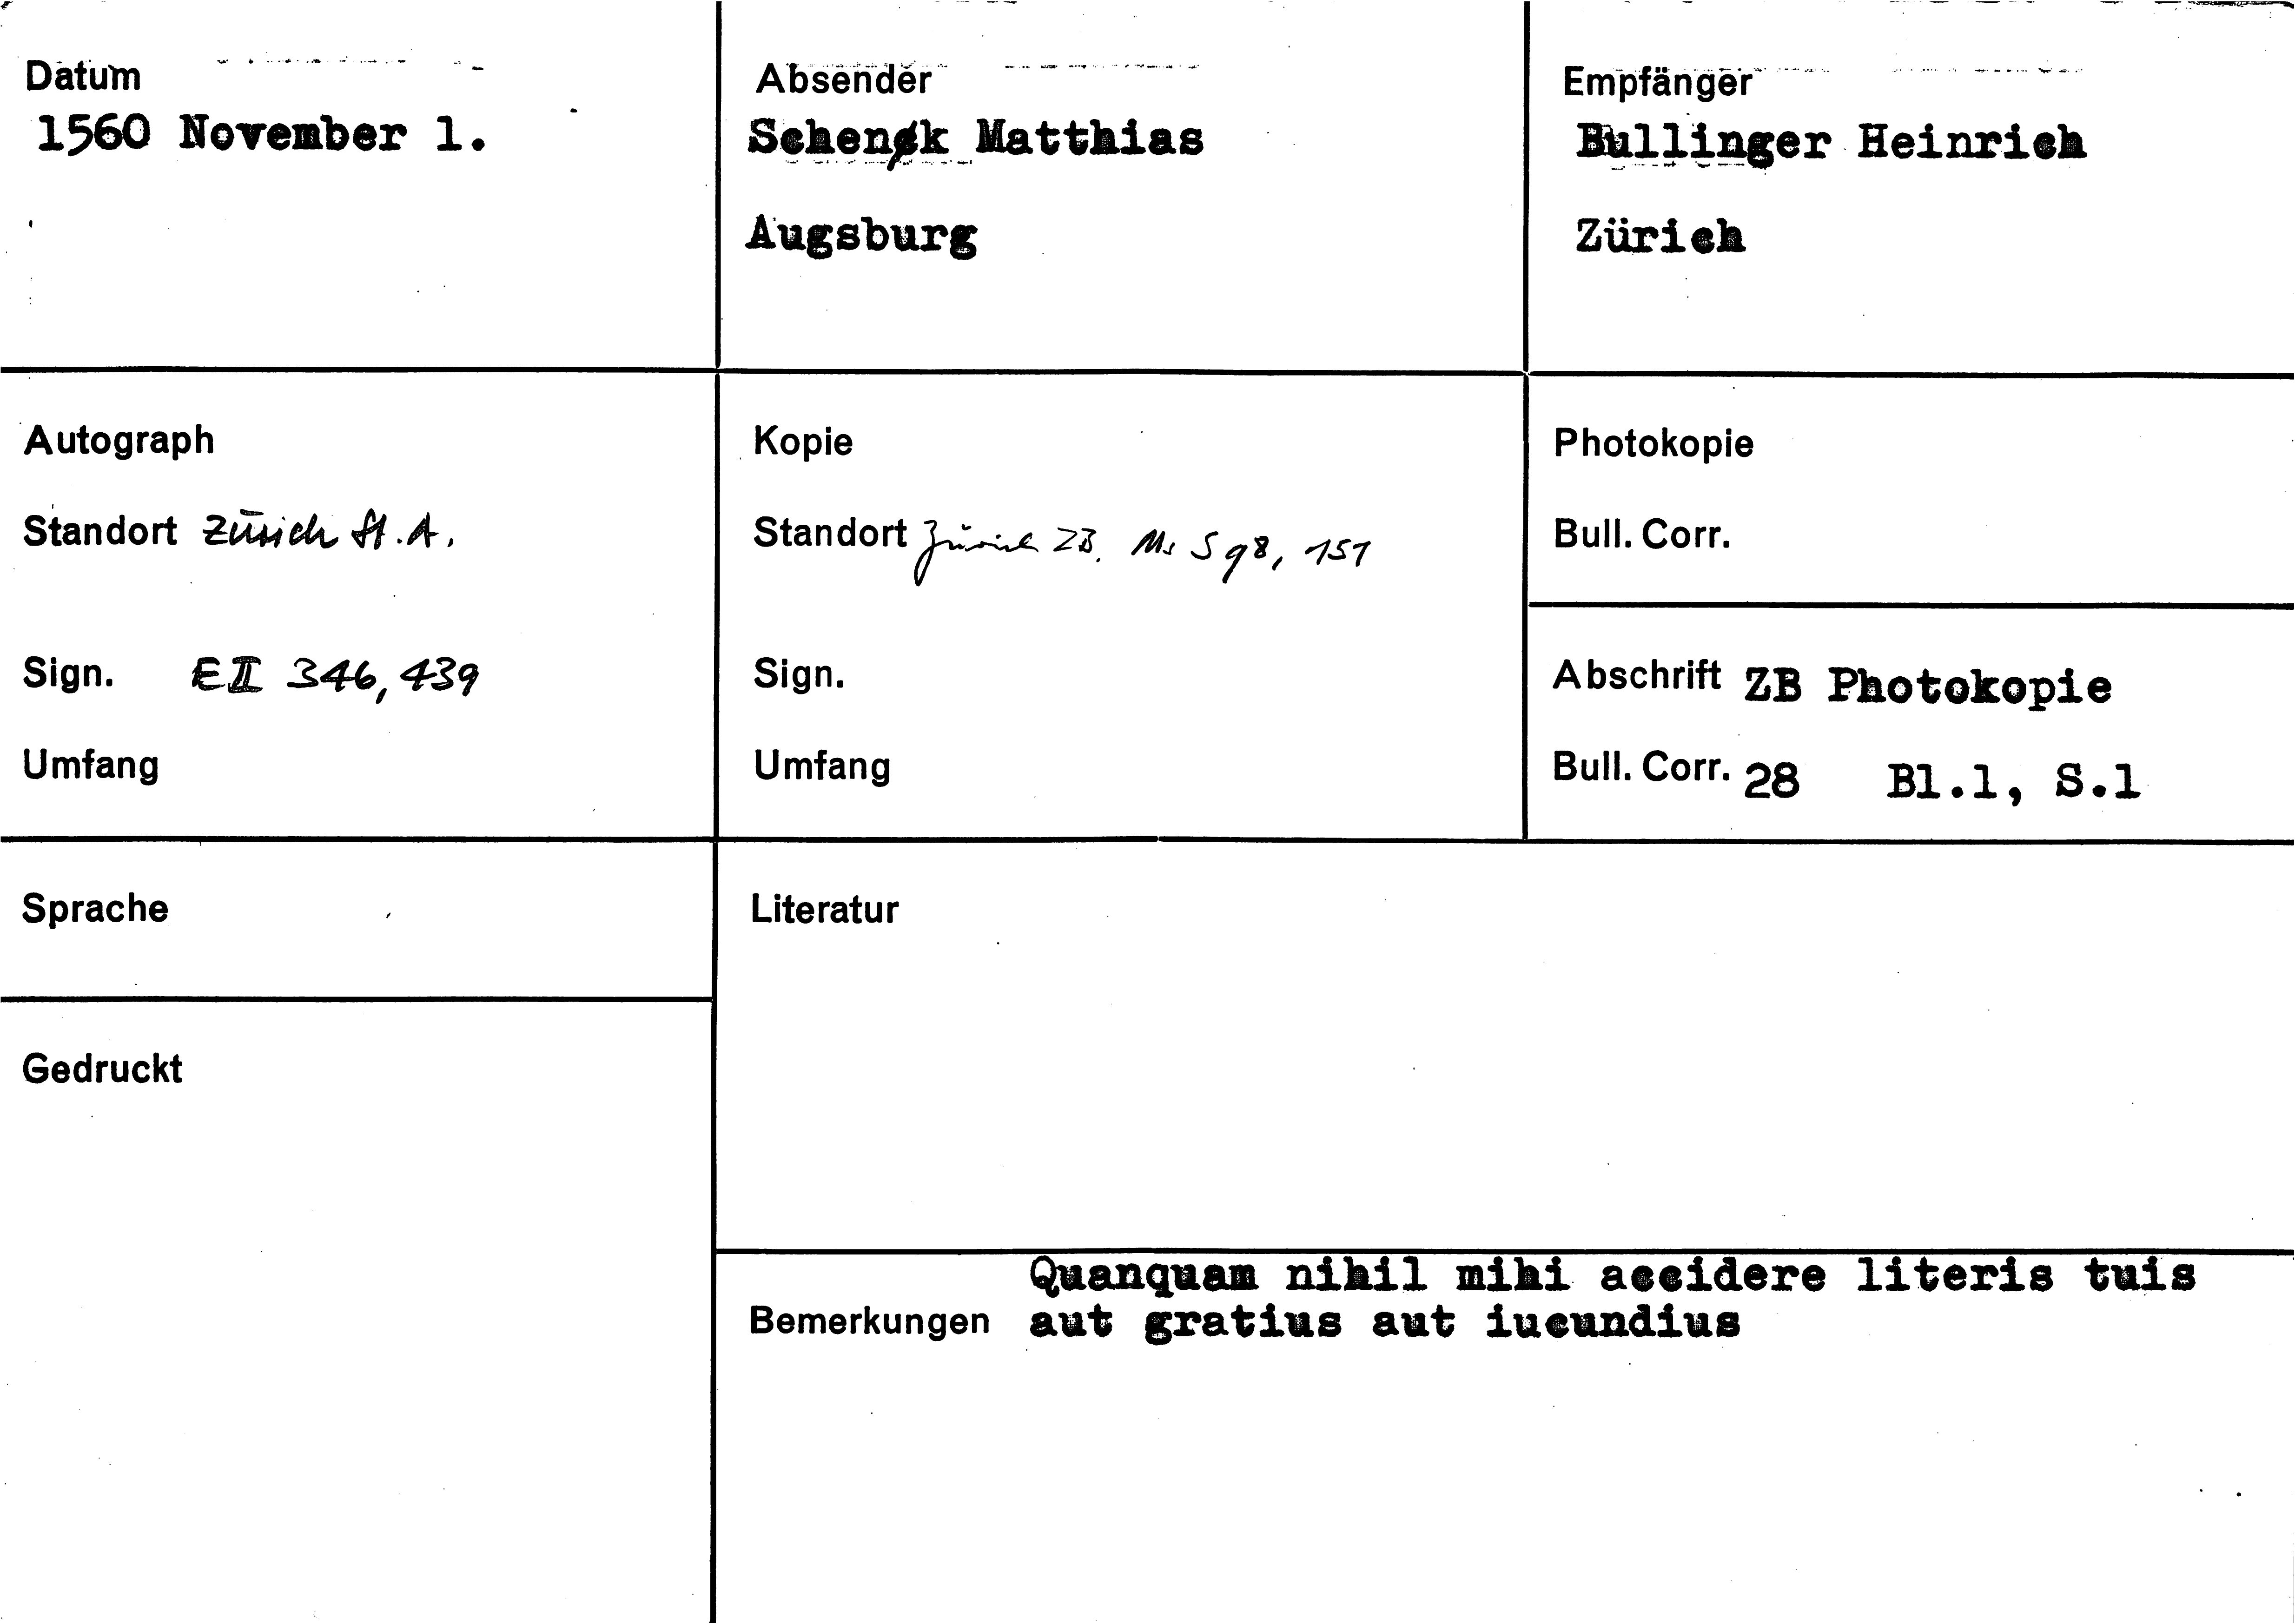 Datum
1560 November 1.
Absender
Schenck Matthias
Augsburg
Empfänger
Bullinger Heinrich
Zürich
Autograph
Standort Zürich St.A.
Sign. EII 346, 439
Umfang
Kopie
Standort Zürich ZB. Ms S 98, 151
Sign.
Umfang
Photokopie
Bull. Corr.
Abschrift ZB Photokopie
Bull. Corr. 28 Bl.1, S.1
Sprache
Literatur
Gedruckt
Quanquam nihil mihi accidere literis tuis
Bemerkungen aut gratius aut iucundius